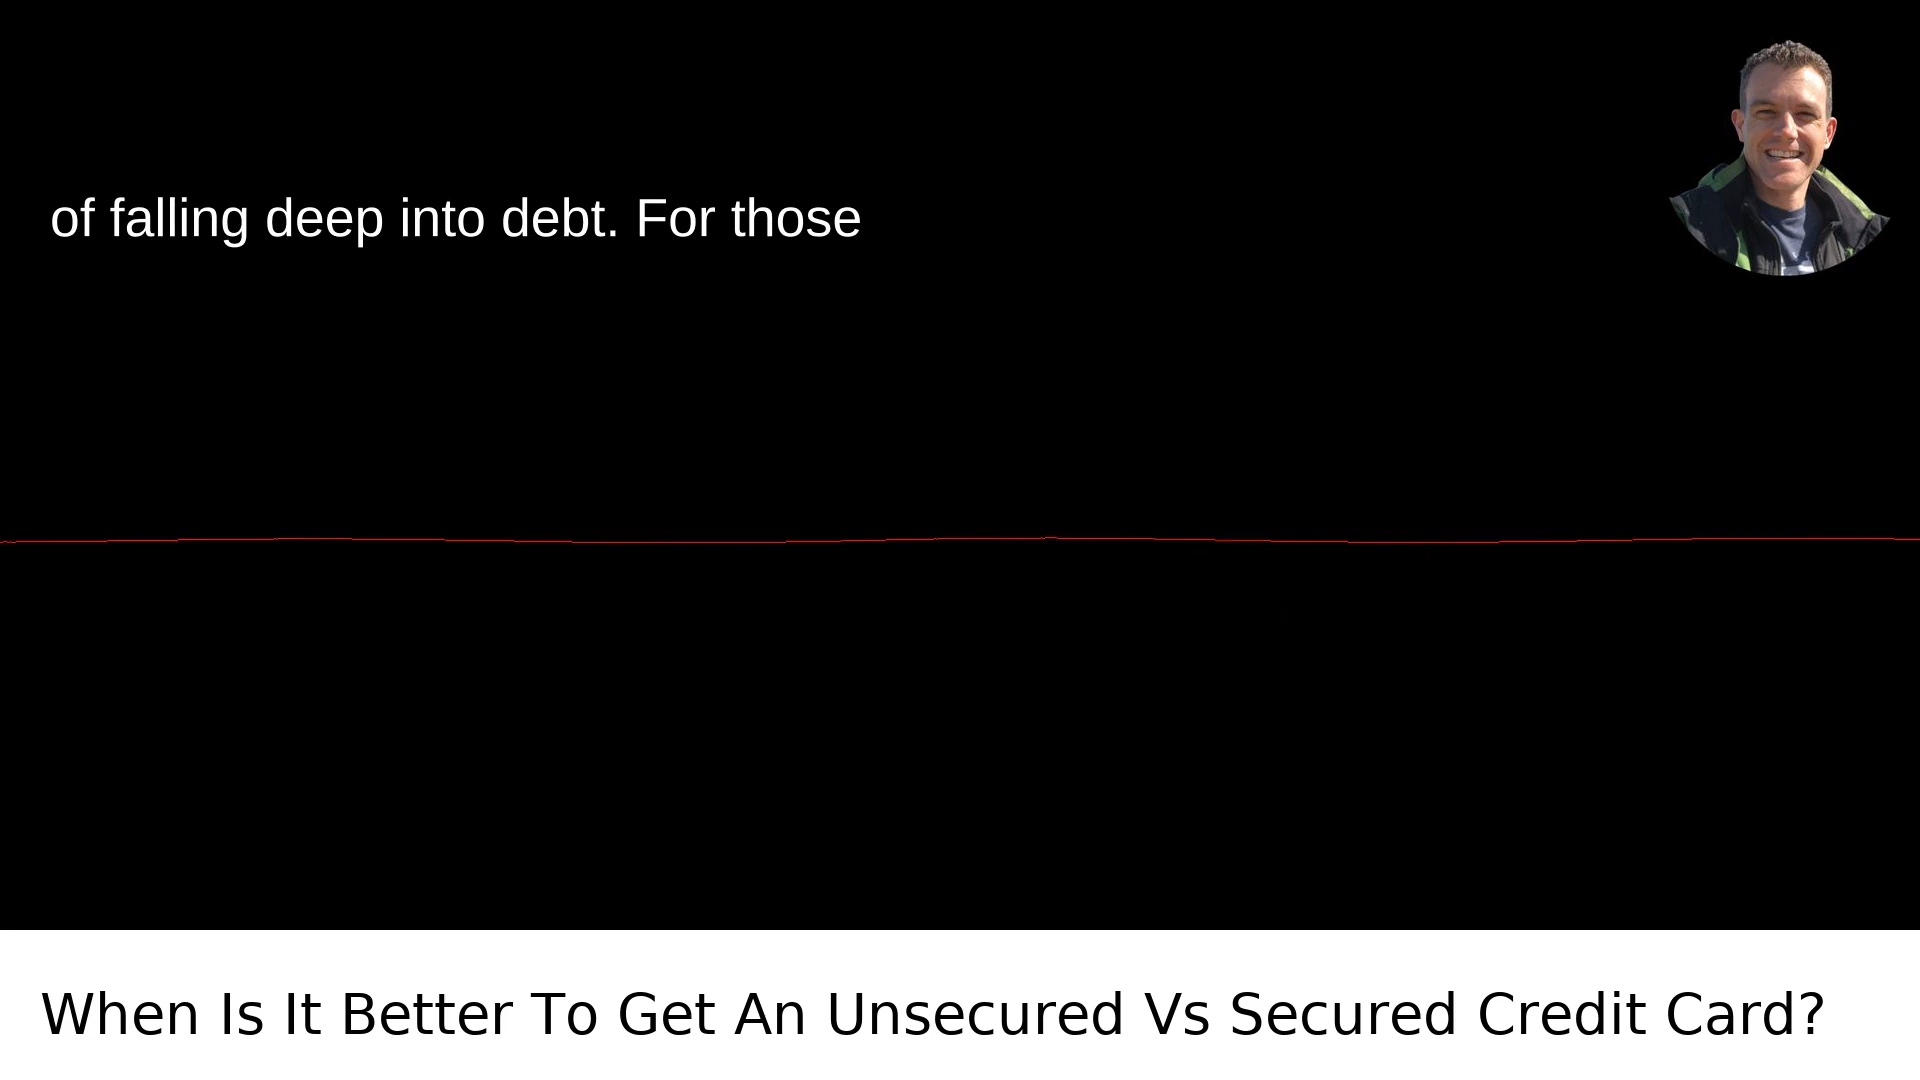 of falling deep into debt. For those
When Is It Better To Get An Unsecured Vs Secured Credit Card?